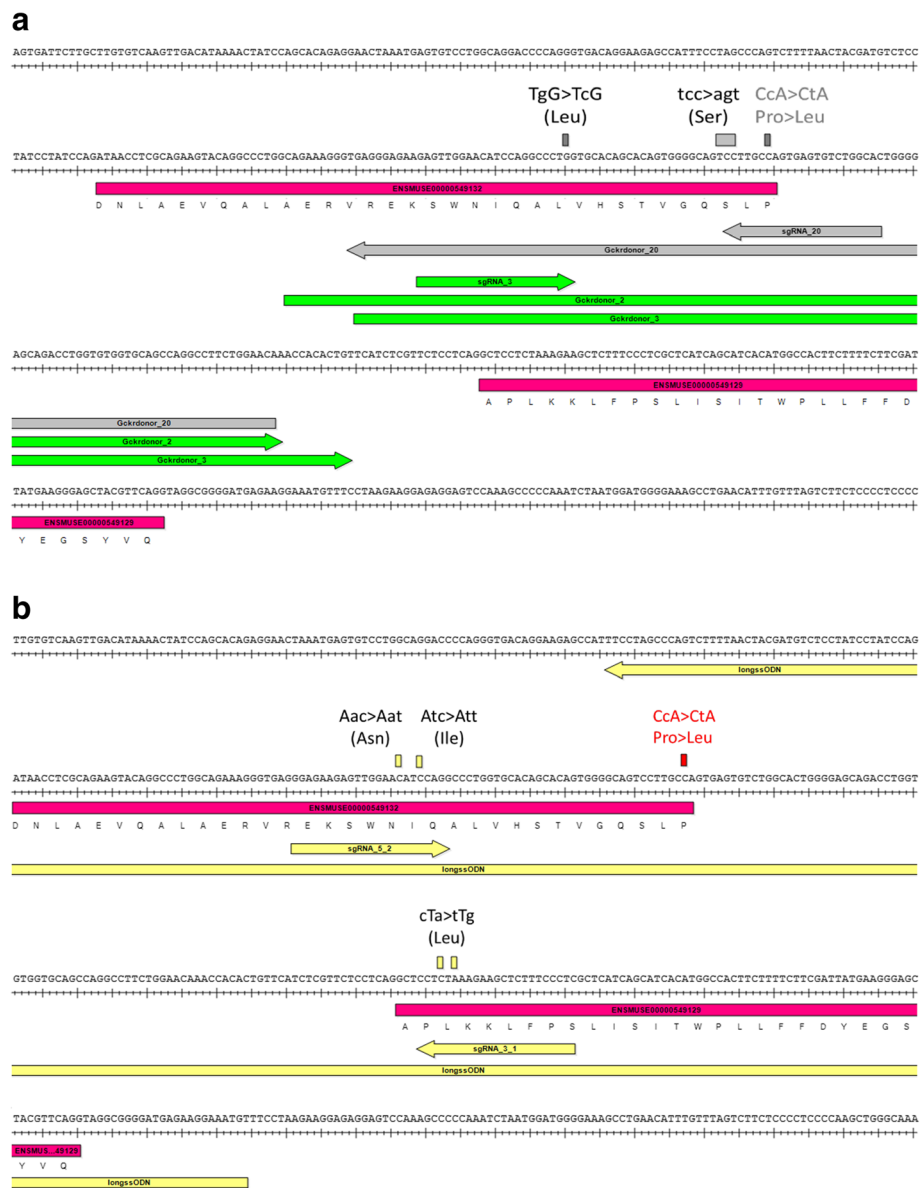 a
AGTGATTCTTGCTTGTGTCAAGTTGACATAAAACTATCCAGCACAGAGGAACTAAATGAGTGTCCTGGCAGGACCCCAGGGTGACAGGAAGAGCCATTTCCTAGCCCAGTCTTTTAACTACGATGTCTCC
TgG>TcG tcc>agt CcA>CtA
(Leu) (Ser) Pro>Leu
TATCCTATCCAGATAACCTCGCAGAAGTACAGGCCCTGGCAGAAAGGGTGAGGGAGAAGAGTTGGAACATCCAGGCCCTGGTGCACAGCACAGTGGGGCAGTCCTTGCCAGTGAGTGTCTGGCACTGGGG
ENSMUSE00000549132
D N L A E V Q A L A E R V R E K S W N I Q A L V H S T V G Q S L P
sgRNA_20
Gckrdonor_20
sgRNA_3
Gckrdonor_2
Gckrdonor_3
AGCAGACCTGGTGTGGTGCAGCCAGGCCTTCTGGAACAAACCACACTGTTCATCTCGTTCTCCTCAGGCTCCTCTAAAGAAGCTCTTTCCCTCGCTCATCAGCATCACATGGCCACTTCTTTTCTTCGAT
ENSMUSE00000549129
A P L K K L F P S L I S I T W P L L F F D
Gckrdonor_20
Gckrdonor_2
Gckrdonor_3
TATGAAGGGAGCTACGTTCAGGTAGGCGGGGATGAGAAGGAAATGTTTCCTAAGAAGGAGAGGAGTCCAAAGCCCCCAAATCTAATGGATGGGGAAAGCCTGAACATTTGTTTAGTCTTCTCCCCTCCCC
ENSMUSE00000549129
Y E G S Y V Q
b
TTGTGTCAAGTTGACATAAAACTATCCAGCACAGAGGAACTAAATGAGTGTCCTGGCAGGACCCCAGGGTGACAGGAAGAGCCATTTCCTAGCCCAGTCTTTTAACTACGATGTCTCCTATCCTATCCAG
longssODN
Aac>Aat Atc>Att CcA>CtA
(Asn) (Ile) Pro>Leu
ATAACCTCGCAGAAGTACAGGCCCTGGCAGAAAGGGTGAGGGAGAAGAGTTGGAACATCCAGGCCCTGGTGCACAGCACAGTGGGGCAGTCCTTGCCAGTGAGTGTCTGGCACTGGGGAGCAGACCTGGT
ENSMUSE00000549132
D N L A E V Q A L A E R V R E K S W N I Q A L V H S T V G Q S L P
sgRNA_5_2
longssODN
cTa>tTg
(Leu)
GTGGTGCAGCCAGGCCTTCTGGAACAAACCACACTGTTCATCTCGTTCTCCTCAGGCTCCTCTAAAGAAGCTCTTTCCCTCGCTCATCAGCATCACATGGCCACTTCTTTTCTTCGATTATGAAGGGAGC
ENSMUSE00000549129
A P L K K L F P S L I S I T W P L L F F D Y E G S
sgRNA_3_1
longssODN
TACGTTCAGGTAGGCGGGGATGAGAAGGAAATGTTTCCTAAGAAGGAGAGGAGTCCAAAGCCCCCAAATCTAATGGATGGGGAAAGCCTGAACATTTGTTTAGTCTTCTCCCCTCCCCAAGCTGGGCAAA
ENSMUS...49129
Y V Q
longssODN